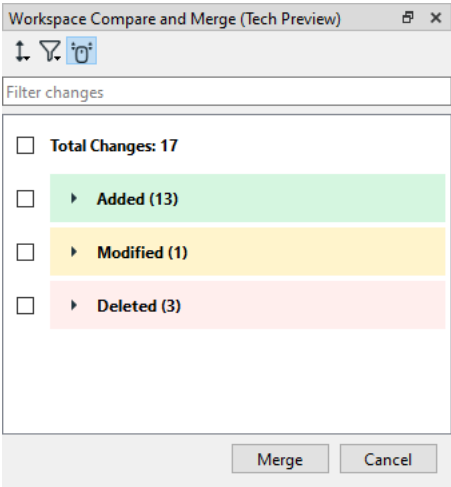 Workspace Compare and Merge (Tech Preview)
Filter changes
Total Changes: 17
Added (13)
Modified (1)
Deleted (3)
Merge Cancel